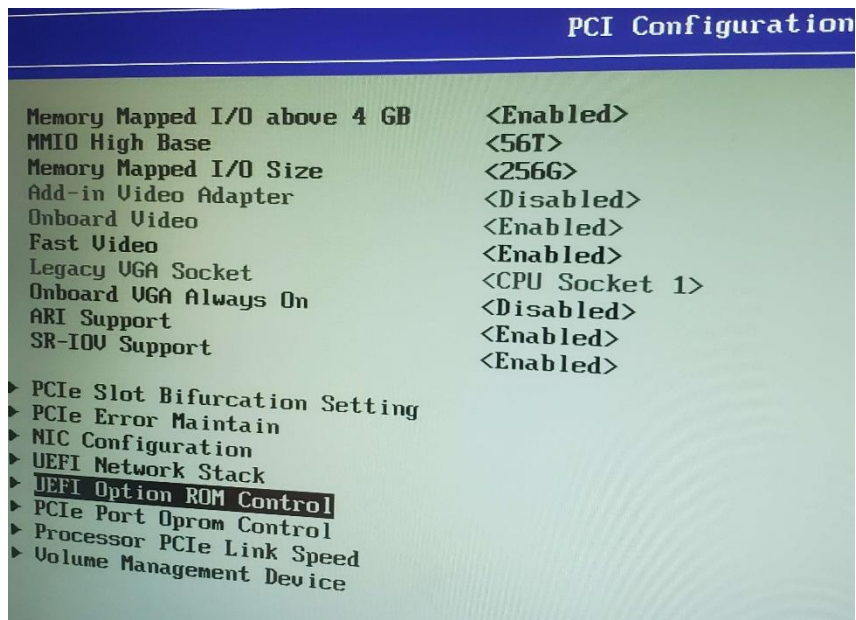 PCI Configuration
Memory Mapped I/O above 4 GB <Enabled>
MMIO High Base <56T>
Memory Mapped I/O Size <256G>
Add-in Video Adapter <Disabled>
Onboard Video <Enabled>
Fast Video <Enabled>
Legacy VGA Socket <CPU Socket 1>
Onboard VGA Always On <Disabled>
ARI Support <Enabled>
SR-IOV Support <Enabled>
PCIe Slot Bifurcation Setting
PCIe Error Maintain
NIC Configuration
UEFI Network Stack
UEFI Option ROM Control
PCIe Port Oprom Control
Processor PCIe Link Speed
Volume Management Device